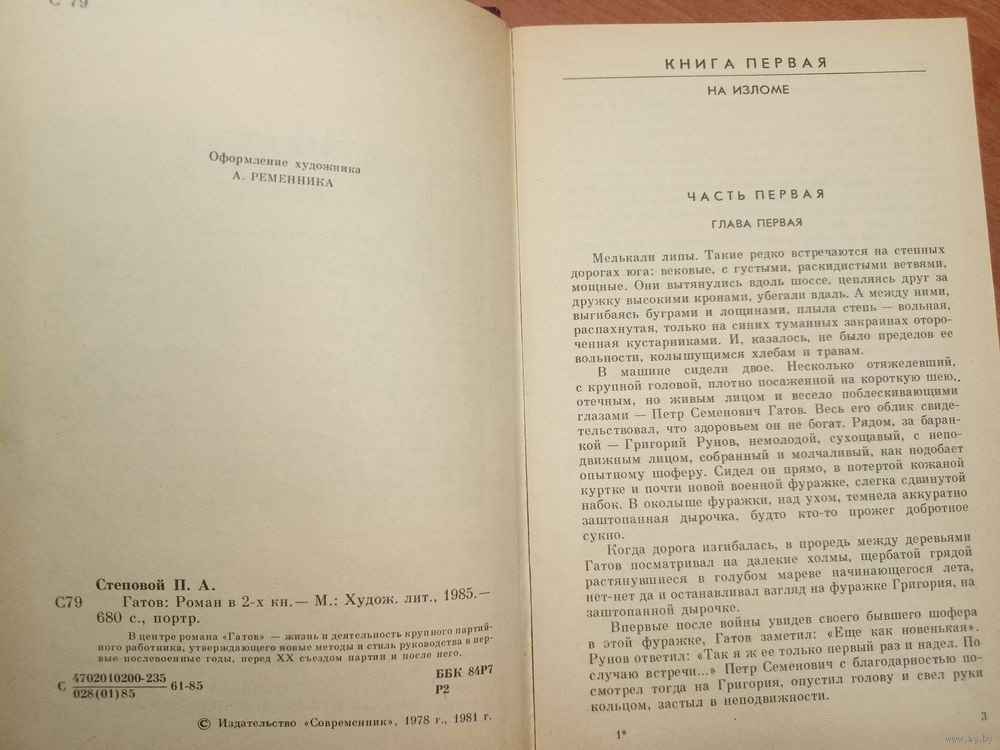 С 79
Оформление художника
А. РЕМЕННИКА
Степовой П. А.
С79 Гатов: Роман в 2-х кн.— М.: Худож. лит., 1985.—
680 с., портр.
В центре романа «Гатов» — жизнь и деятельность крупного партий-
ного работника, утверждающего новые методы и стиль руководства в пер-
вые послевоенные годы, перед XX съездом партии и после него.
С 4702010200-235
028(01)85
61-85
ББК 84Р7
Р2
© Издательство «Современник», 1978 г., 1981 г.
КНИГА ПЕРВАЯ
НА ИЗЛОМЕ
ЧАСТЬ ПЕРВАЯ
ГЛАВА ПЕРВАЯ
Мелькали липы. Такие редко встречаются на степных
дорогах юга: вековые, с густыми, раскидистыми ветвями,
мощные. Они вытянулись вдоль шоссе, цепляясь друг за
дружку высокими кронами, убегали вдаль. А между ними,
выгибаясь буграми и лощинами, плыла степь — вольная,
распахнутая, только на синих туманных закраинах оторо-
ченная кустарниками. И, казалось, не было пределов ее
вольности, колышущимся хлебам и травам.
В машине сидели двое. Несколько отяжелевший,
с крупной головой, плотно посаженной на короткую шею,
отечным, но живым лицом и весело поблескивающими
глазами — Петр Семенович Гатов. Весь его облик свиде-
тельствовал, что здоровьем он не богат. Рядом, за баран-
кой — Григорий Рунов, немолодой, сухощавый, с непо-
движным лицом, собранный и молчаливый, как подобает
опытному шоферу. Сидел он прямо, в потертой кожаной
куртке и почти новой военной фуражке, слегка сдвинутой
набок. В околыше фуражки, над ухом, темнела аккуратно
заштопанная дырочка, будто кто-то прожег добротное
сукно.
Когда дорога изгибалась, в проредь между деревьями
Гатов посматривал на далекие холмы, щербатой грядой
растянувшиеся в голубом мареве начинающегося лета,
нет-нет да и останавливал взгляд на фуражке Григория, на
заштопанной дырочке.
Впервые после войны увидев своего бывшего шофера
в этой фуражке, Гатов заметил: «Еще как новенькая».
Рунов ответил: «Так я ж ее только первый раз и надел. По
случаю встречи...» Петр Семенович с благодарностью по-
смотрел тогда на Григория, опустил голову и свел руки
кольцом, застыл в неподвижности.
1*
3
www.ay.by